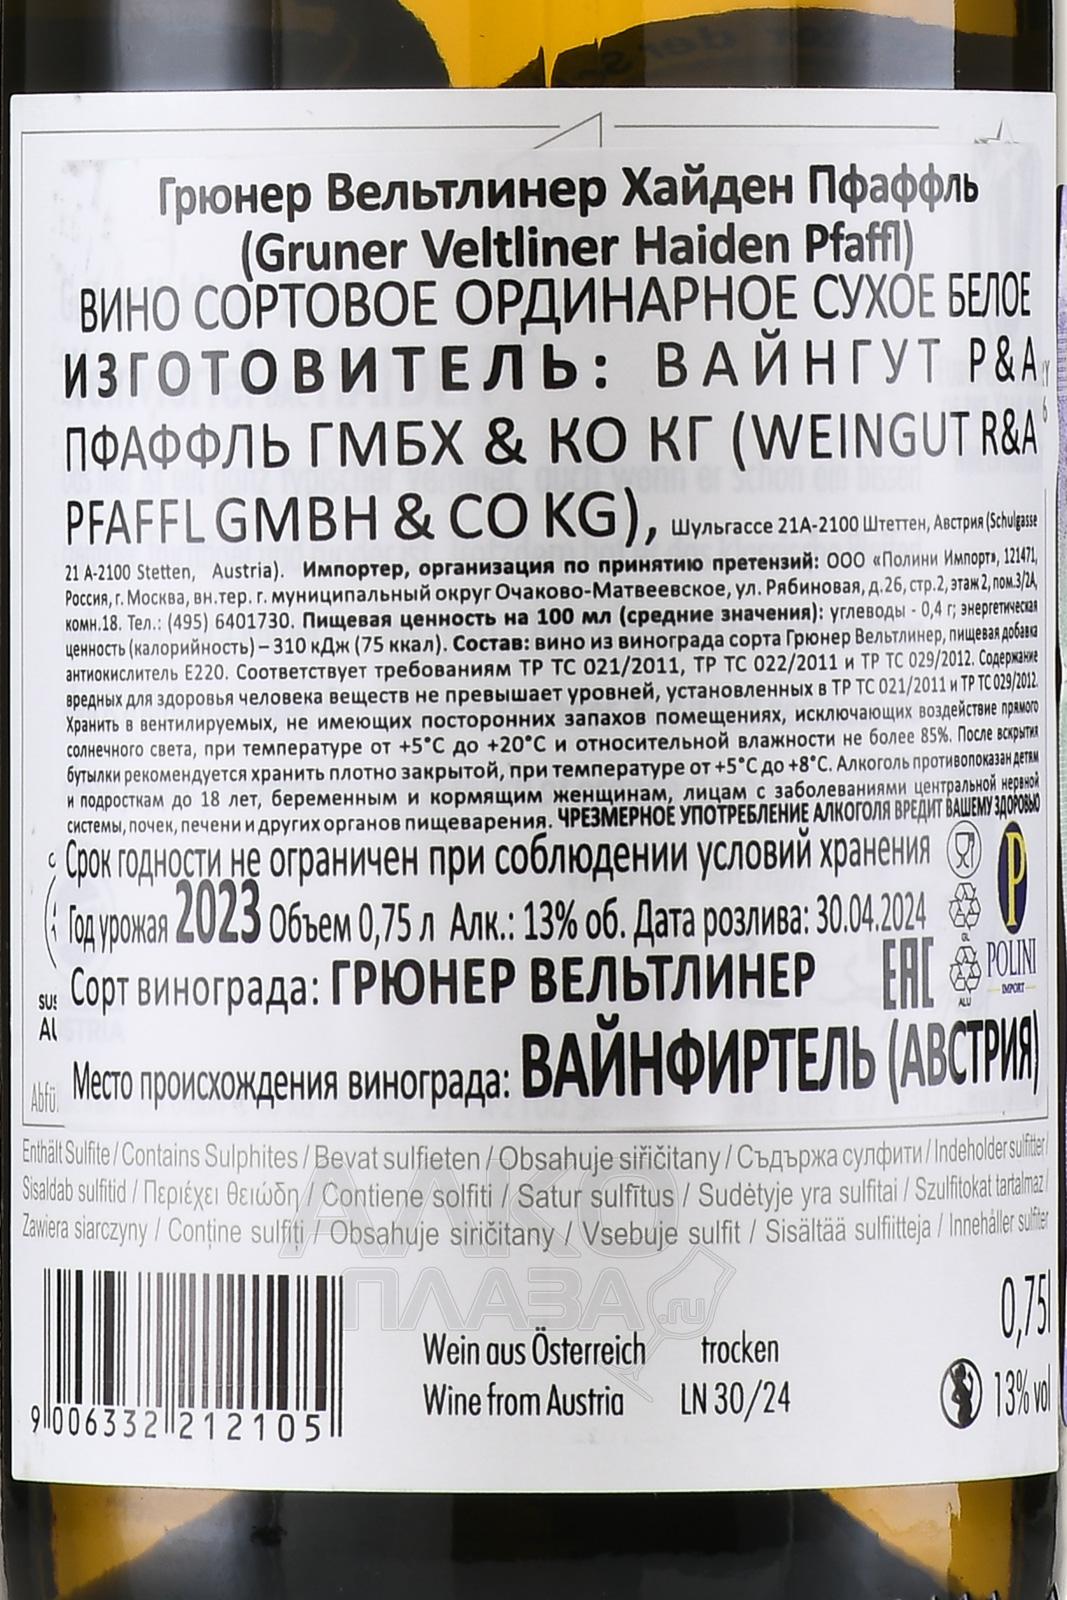 Грюнер Вельтлинер Хайден Пфаффль
(Gruner Veltliner Haiden Pfaffl)
ВИНО СОРТОВОЕ ОРДИНАРНОЕ СУХОЕ БЕЛОЕ
ИЗГОТОВИТЕЛЬ: ВАЙНГУТ Р&А
ПФАФФЛЬ ГМБХ & КО КГ (WEINGUT R&A
PFAFFL GMBH & CO KG), Шульгассе 21А-2100 Штеттен, Австрия (Schulgasse
21 A-2100 Stetten, Austria). Импортер, организация по принятию претензий: ООО «Полини Импорт», 121471,
Россия, г. Москва, вн.тер. г. муниципальный округ Очаково-Матвеевское, ул. Рябиновая, д.26, стр.2, этаж 2, пом.3/2А,
комн.18. Тел.: (495) 6401730. Пищевая ценность на 100 мл (средние значения): углеводы - 0,4 г; энергетическая
ценность (калорийность) – 310 кДж (75 ккал). Состав: вино из винограда сорта Грюнер Вельтлинер, пищевая добавка
антиокислитель Е220. Соответствует требованиям ТР ТС 021/2011, ТР ТС 022/2011 и ТР ТС 029/2012. Содержание
вредных для здоровья человека веществ не превышает уровней, установленных в ТР ТС 021/2011 и ТР ТС 029/2012.
Хранить в вентилируемых, не имеющих посторонних запахов помещениях, исключающих воздействие прямого
солнечного света, при температуре от +5°С до +20°С и относительной влажности не более 85%. После вскрытия
бутылки рекомендуется хранить плотно закрытой, при температуре от +5°С до +8°С. Алкоголь противопоказан детям
и подросткам до 18 лет, беременным и кормящим женщинам, лицам с заболеваниями центральной нервной
системы, почек, печени и других органов пищеварения. ЧРЕЗМЕРНОЕ УПОТРЕБЛЕНИЕ АЛКОГОЛЯ ВРЕДИТ ВАШЕМУ ЗДОРОВЬЮ
Срок годности не ограничен при соблюдении условий хранения
Год урожая 2023 Объем 0,75 л Алк.: 13% об. Дата розлива: 30.04.2024
GL
P
POLINI
IMPORT
Сорт винограда: ГРЮНЕР ВЕЛЬТЛИНЕР
EAC
ALU
Место происхождения винограда: ВАЙНФИРТЕЛЬ (АВСТРИЯ)
Enthält Sulfite / Contains Sulphites / Bevat sulfieten / Obsahuje siřičitany / Съдържа сулфити / Indeholder sulfitter /
Sisaldab sulfitid / Περιέχει θειώδη / Contiene solfiti / Satur sulfītus / Sudėtyje yra sulfitai / Szulfitokat tartalmaz /
Zawiera siarczyny / Conține sulfiți / Obsahuje siričitany / Vsebuje sulfit / Sisältää sulfiitteja / Innehåller sulfiter
АЛКО
ПЛАЗА.ru
0,75l
Wein aus Österreich trocken
Wine from Austria LN 30/24
13% vol
9 006332 212105